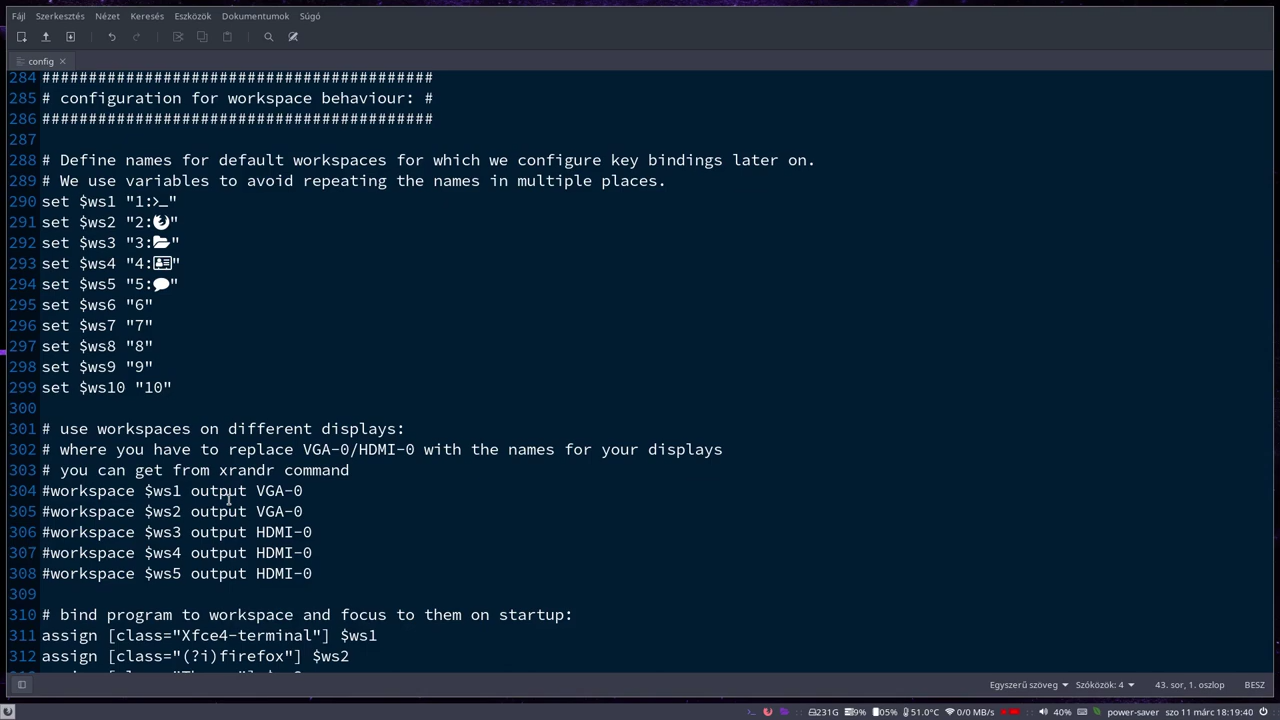 Fájl Szerkesztés Nézet Keresés Eszközök Dokumentumok Súgó
config
284 ##########################################
285 # configuration for workspace behaviour: #
286 ##########################################
287
288 # Define names for default workspaces for which we configure key bindings later on.
289 # We use variables to avoid repeating the names in multiple places.
290 set $ws1 "1:"
291 set $ws2 "2:"
292 set $ws3 "3:"
293 set $ws4 "4:"
294 set $ws5 "5:"
295 set $ws6 "6"
296 set $ws7 "7"
297 set $ws8 "8"
298 set $ws9 "9"
299 set $ws10 "10"
300
301 # use workspaces on different displays:
302 # where you have to replace VGA-0/HDMI-0 with the names for your displays
303 # you can get from xrandr command
304 #workspace $ws1 output VGA-0
305 #workspace $ws2 output VGA-0
306 #workspace $ws3 output HDMI-0
307 #workspace $ws4 output HDMI-0
308 #workspace $ws5 output HDMI-0
309
310 # bind program to workspace and focus to them on startup:
311 assign [class="Xfce4-terminal"] $ws1
312 assign [class="(?i)firefox"] $ws2
Egyszerű szöveg Szóközök: 4 43. sor, 1. oszlop BESZ
231G 9% 05% 51.0°C 0/0 MB/s 40% power-saver szo 11 márc 18:19:40